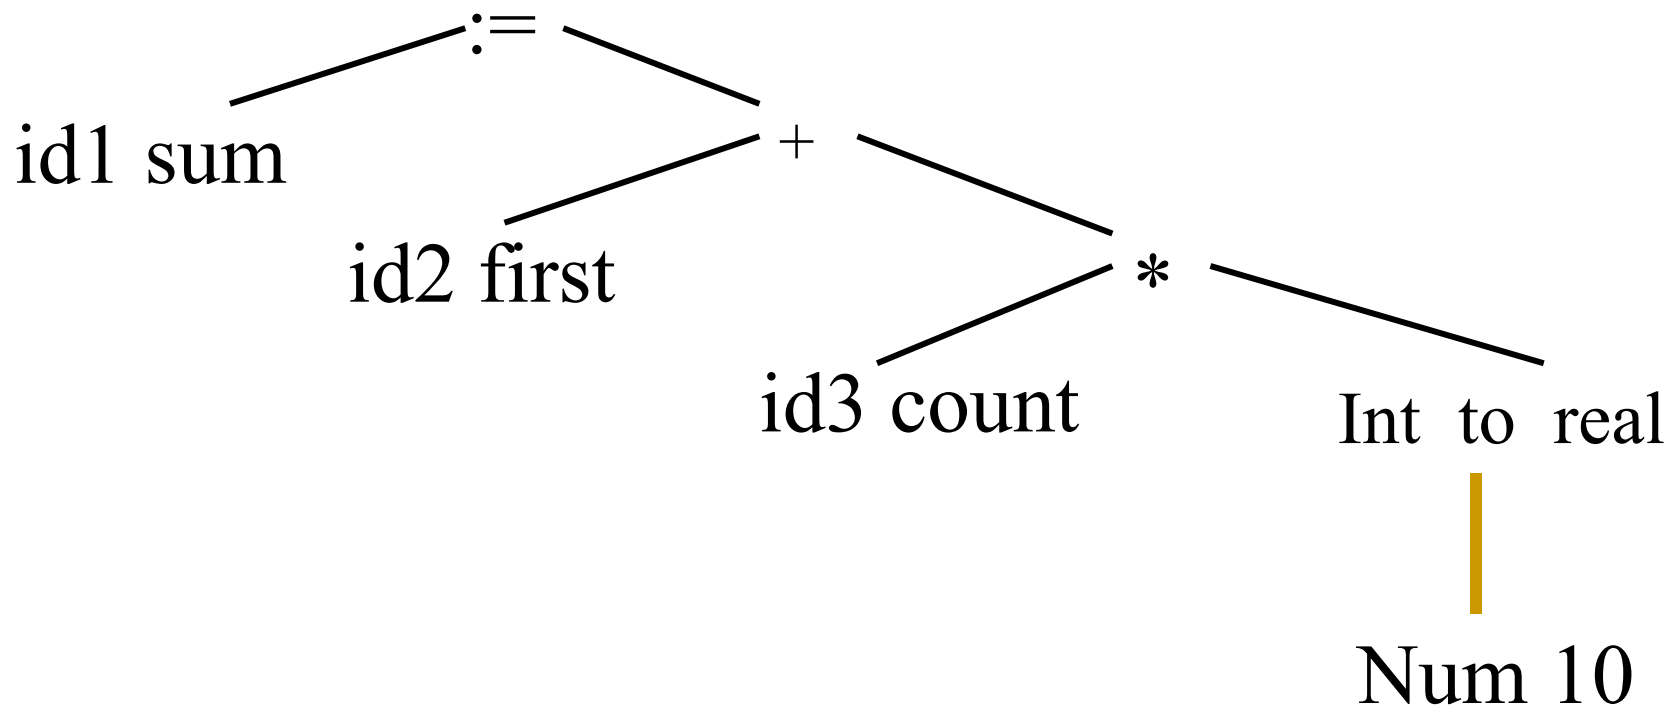 :=
id1 sum
+
id2 first
*
id3 count
Int to real
Num 10